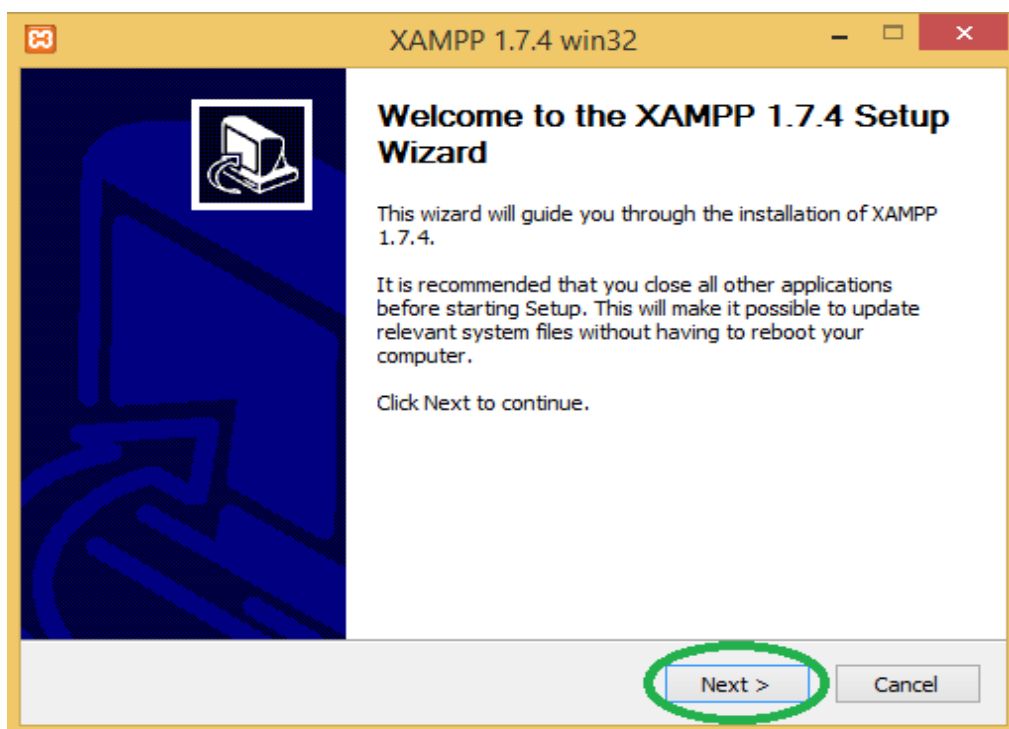 XAMPP 1.7.4 win32
Welcome to the XAMPP 1.7.4 Setup
Wizard
This wizard will guide you through the installation of XAMPP
1.7.4.
It is recommended that you close all other applications
before starting Setup. This will make it possible to update
relevant system files without having to reboot your
computer.
Click Next to continue.
Next >
Cancel